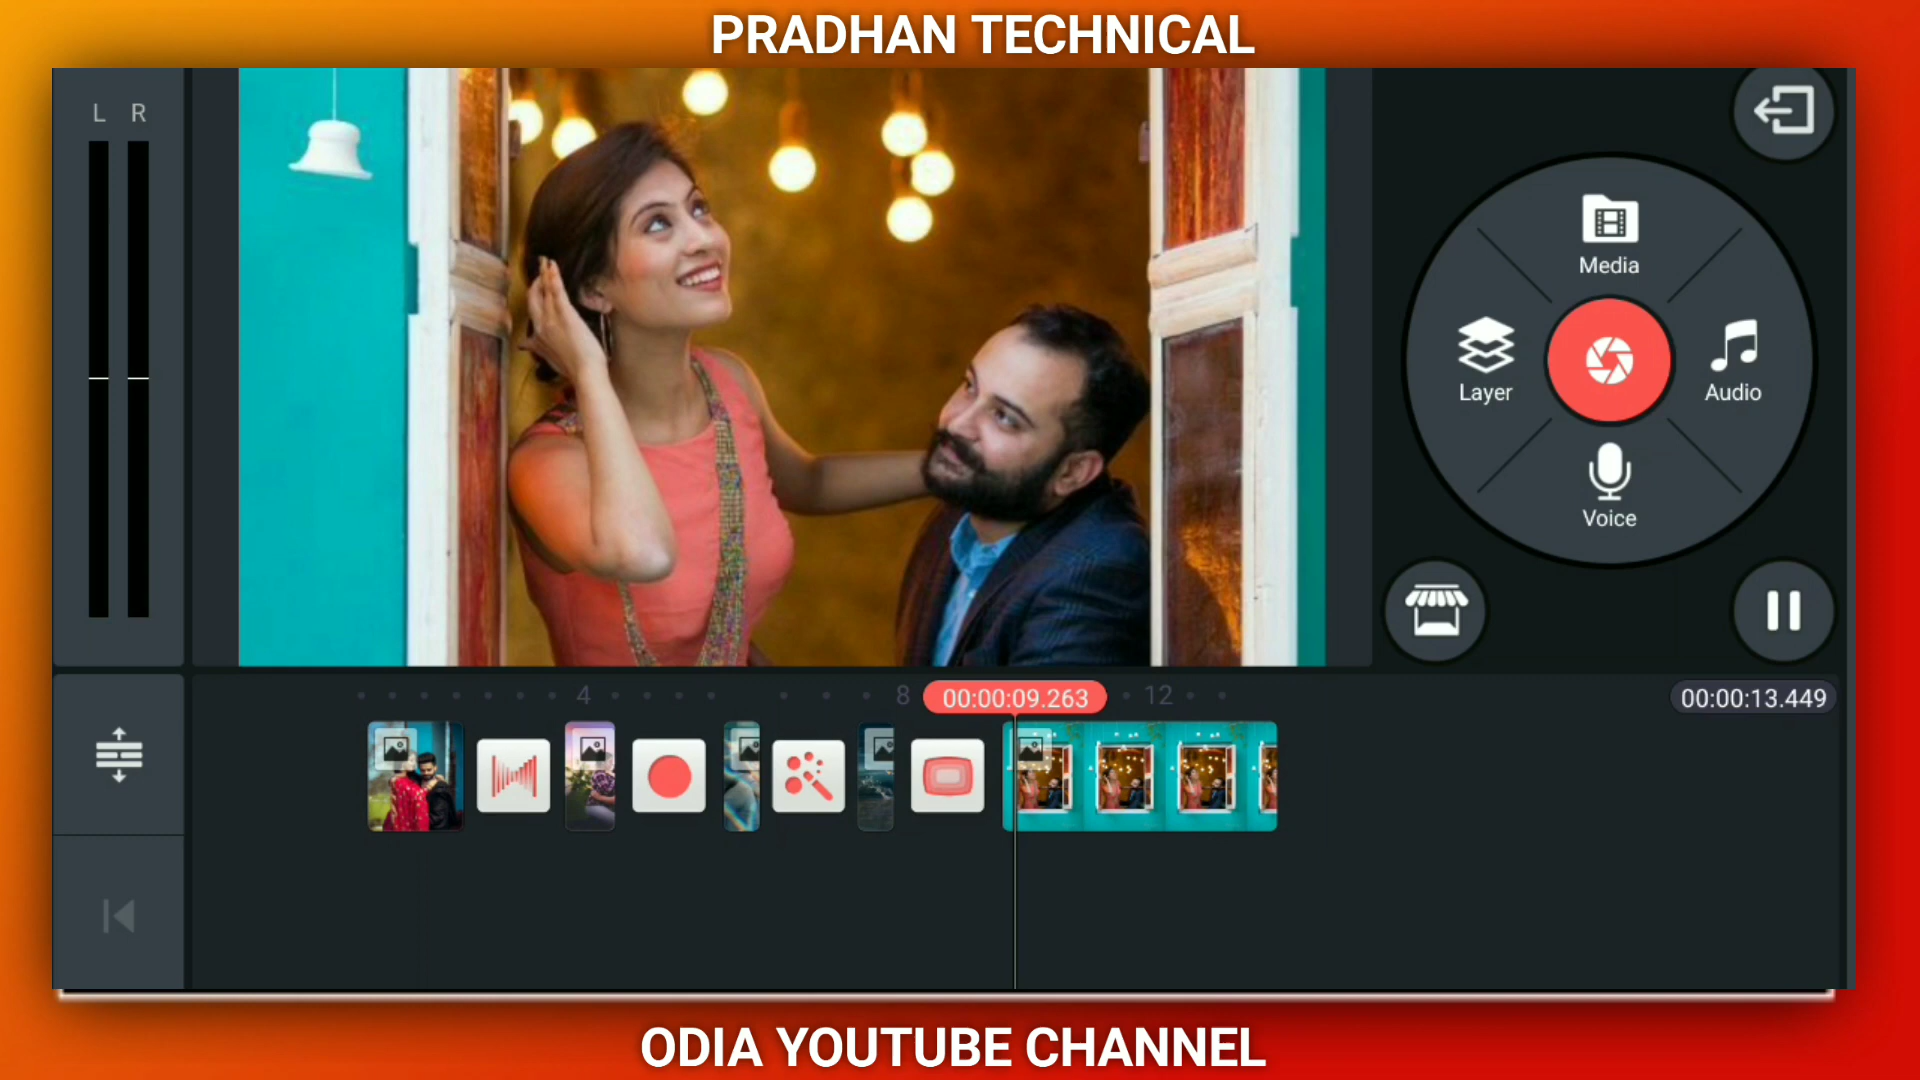 PRADHAN TECHNICAL
L R
Media
Layer
Audio
Voice
4 8 00:00:09.263 12 00:00:13.449
ODIA YOUTUBE CHANNEL